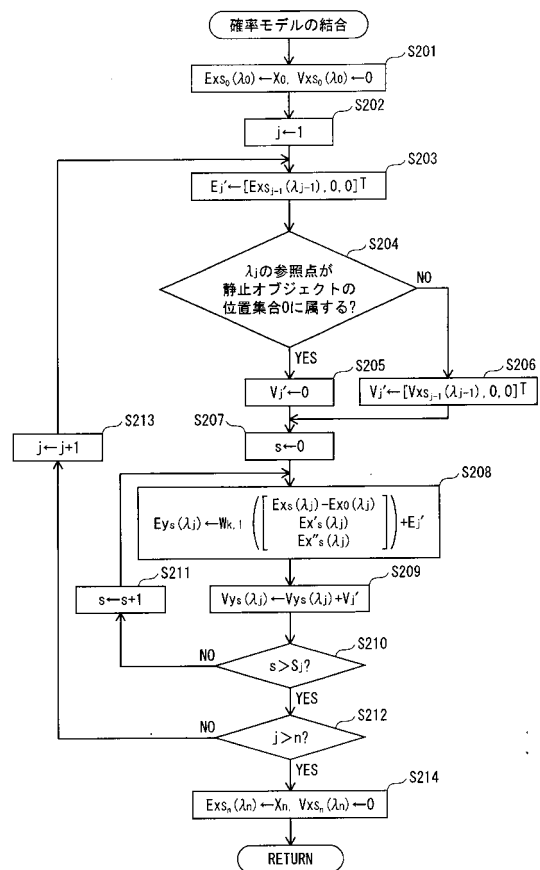 確率モデルの結合
S201
Exs₀(λ₀)←X₀, Vxs₀(λ₀)←0
S202
j←1
S203
Ej'←[Exsj-1(λj-1),0,0]T
S204
λjの参照点が
静止オブジェクトの
位置集合Oに属する?
NO
YES
S205
Vj'←0
S206
Vj'←[Vxsj-1(λj-1),0,0]T
S213
j←j+1
S207
s←0
S208
Eys(λj)←Wk,l([Exs(λj)−Ex0(λj)
Ex's(λj)
Ex"s(λj)])+Ej'
S211
s←s+1
S209
Vys(λj)←Vys(λj)+Vj'
S210
NO
s>Sj?
YES
S212
NO
j>n?
YES
S214
Exsn(λn)←Xn, Vxsn(λn)←0
RETURN